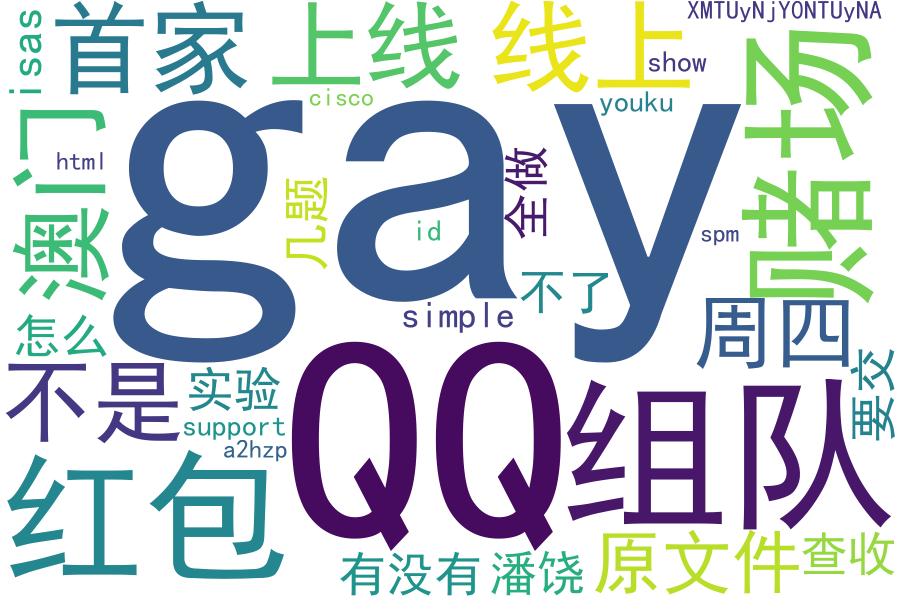 isas
首家
上线
线上
XMTUyNjYONTUyNA
show
cisco
youku
赌场
澳门
html
gay
几题
全做
id
spm
simple
不了
怎么
周四
不是
实验
support
a2hzp
QQ
组队
要交
红包
有没有
潘饶
原文件
查收